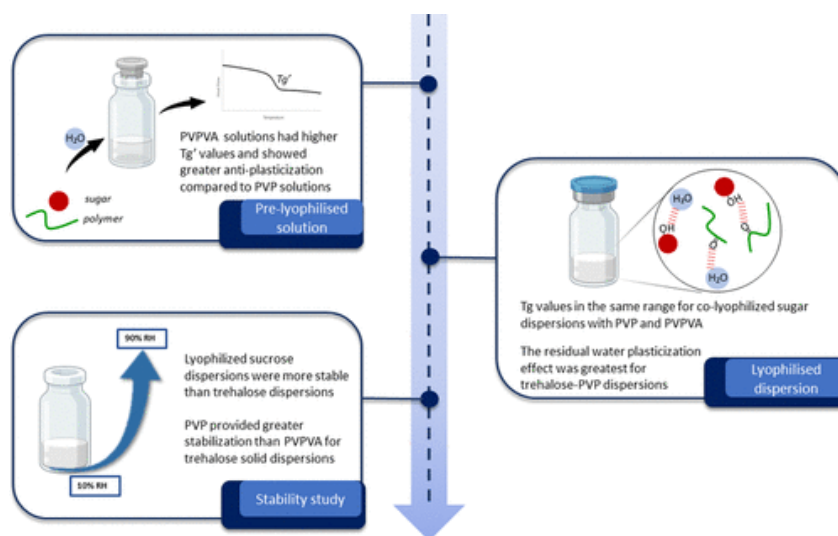 H₂O
Tg'
sugar
polymer
PVPVA solutions had higher
Tg' values and showed
greater anti-plasticization
compared to PVP solutions
Pre-lyophilised
solution
H₂O
OH
OH
O
O
H₂O
Tg values in the same range for co-lyophilized sugar
dispersions with PVP and PVPVA
The residual water plasticization
effect was greatest for
trehalose-PVP dispersions
Lyophilised
dispersion
90% RH
10% RH
Lyophilized sucrose
dispersions were more stable
than trehalose dispersions
PVP provided greater
stabilization than PVPVA for
trehalose solid dispersions
Stability study